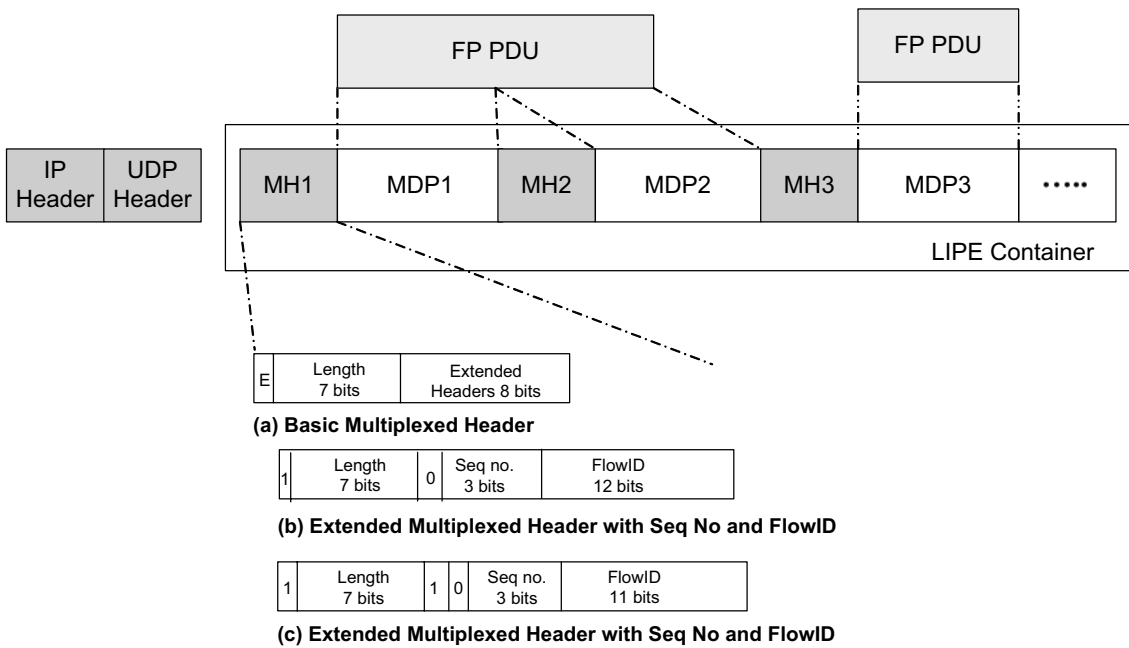 FP PDU
FP PDU
IP
Header
UDP
Header
MH1
MDP1
MH2
MDP2
MH3
MDP3
.....
LIPE Container
E
Length
7 bits
Extended
Headers 8 bits
(a) Basic Multiplexed Header
1
Length
7 bits
0
Seq no.
3 bits
FlowID
12 bits
(b) Extended Multiplexed Header with Seq No and FlowID
1
Length
7 bits
1
0
Seq no.
3 bits
FlowID
11 bits
(c) Extended Multiplexed Header with Seq No and FlowID